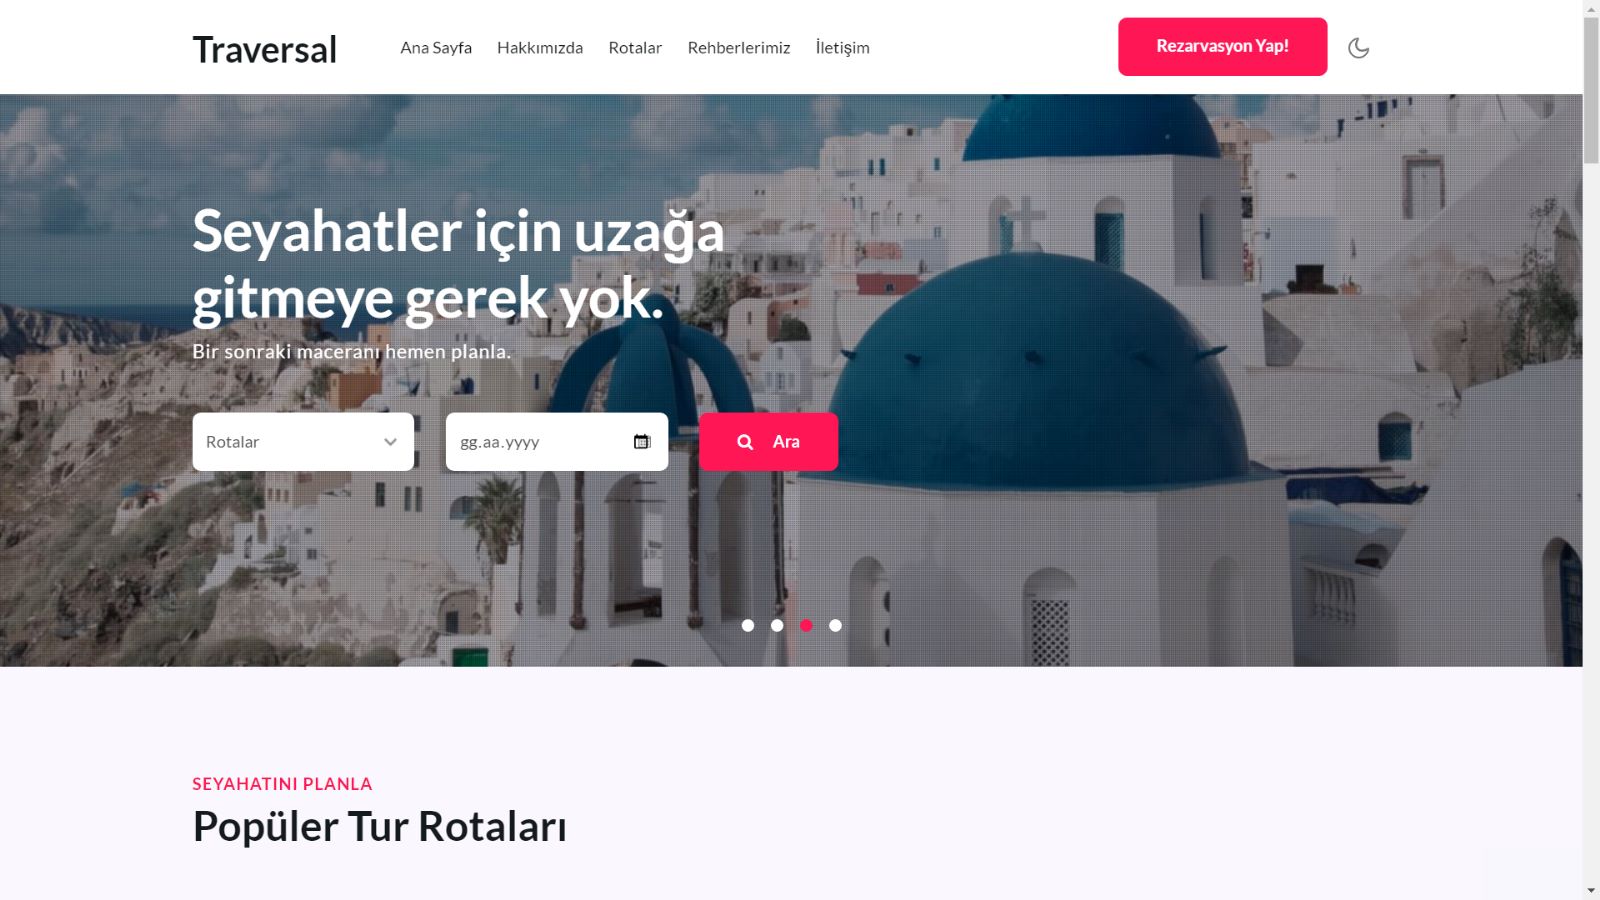 Traversal
Ana Sayfa
Hakkımızda
Rotalar
Rehberlerimiz
İletişim
Rezarvasyon Yap!
Seyahatler için uzağa
gitmeye gerek yok.
Bir sonraki maceranı hemen planla.
Rotalar
gg.aa.yyyy
Ara
SEYAHATINI PLANLA
Popüler Tur Rotaları